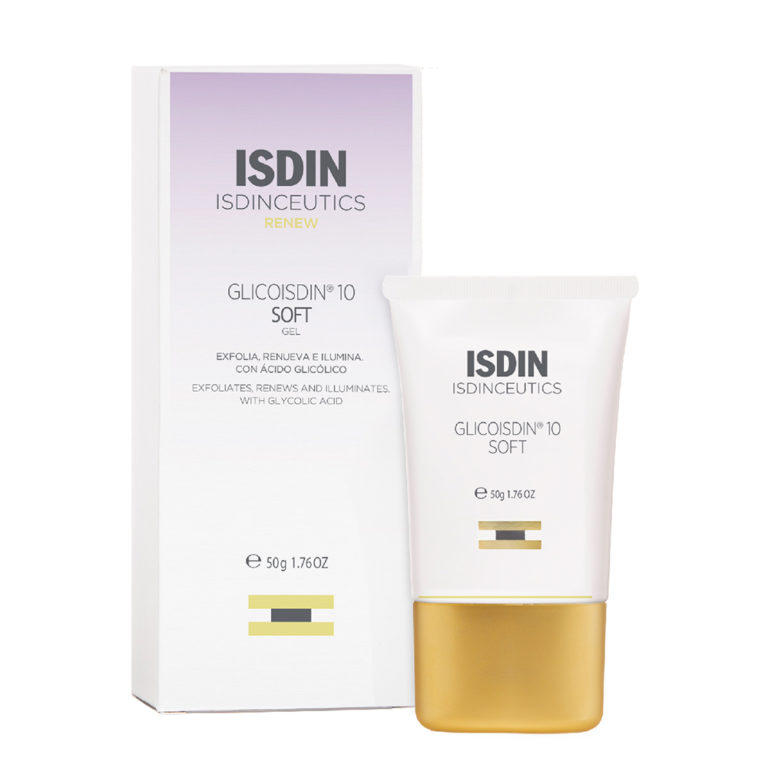 ISDIN
ISDINCEUTICS
RENEW
GLICOISDIN® 10
SOFT
GEL
EXFOLIA, RENUEVA E ILUMINA.
CON ÁCIDO GLICÓLICO
EXFOLIATES, RENEWS AND ILLUMINATES.
WITH GLYCOLIC ACID
℮ 50g 1.76OZ
ISDIN
ISDINCEUTICS
GLICOISDIN® 10
SOFT
℮ 50g 1.76OZ